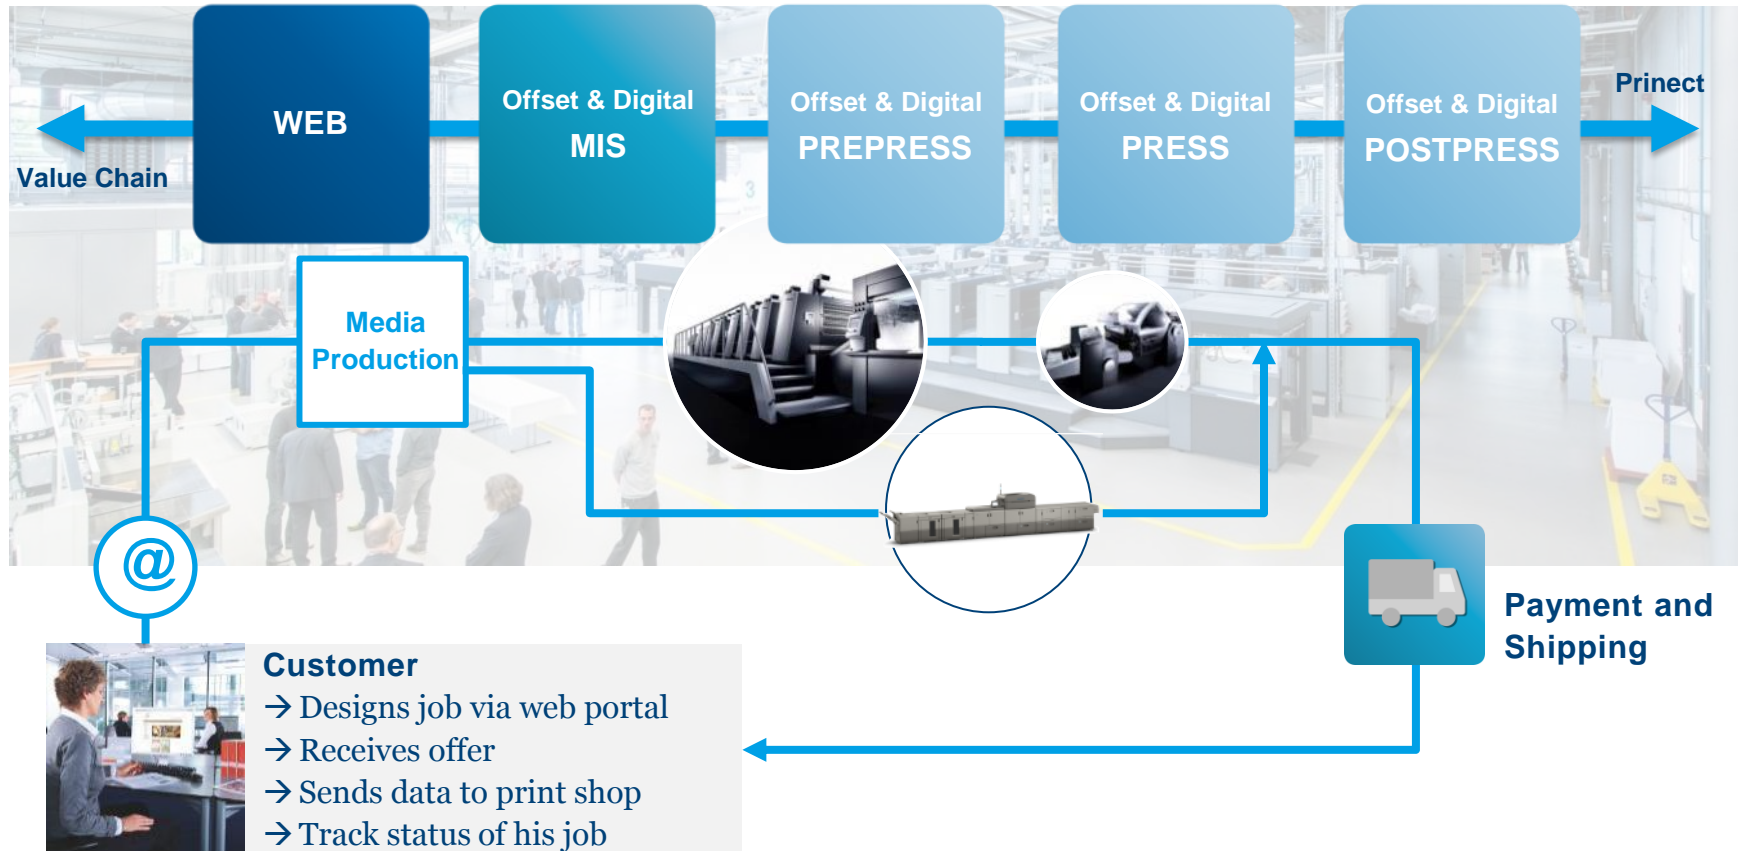 WEB
Offset & Digital
MIS
Offset & Digital
PREPRESS
Offset & Digital
PRESS
Offset & Digital
POSTPRESS
Prinect
Value Chain
3
Media
Production
@
Payment and
Shipping
Customer
→ Designs job via web portal
→ Receives offer
→ Sends data to print shop
→ Track status of his job